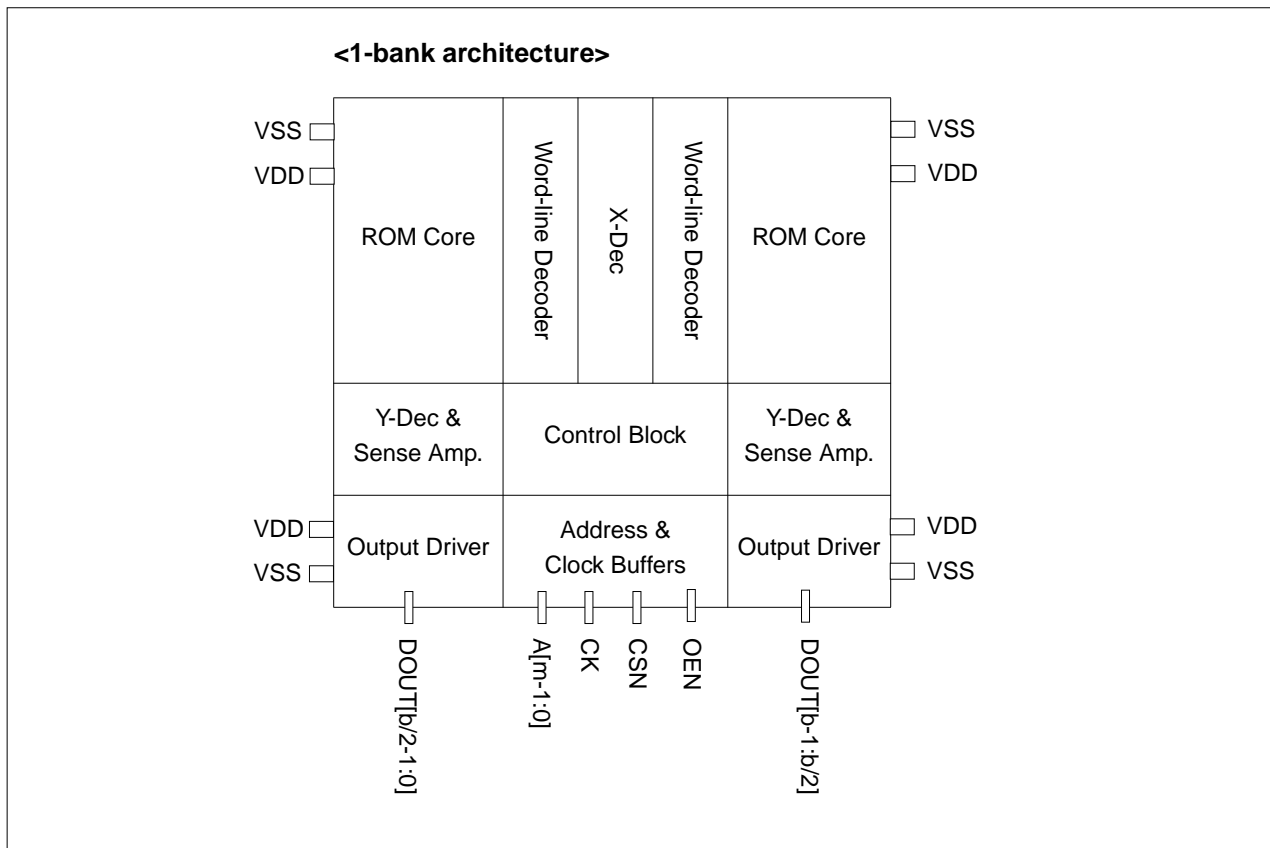 <1-bank architecture>
VSS
VDD
VSS
VDD
ROM Core
Word-line Decoder
X-Dec
Word-line Decoder
ROM Core
Y-Dec &
Sense Amp.
Control Block
Y-Dec &
Sense Amp.
VDD
VSS
Output Driver
Address &
Clock Buffers
Output Driver
VDD
VSS
DOUT[b/2-1:0]
A[m-1:0]
CK
CSN
OEN
DOUT[b-1:b/2]